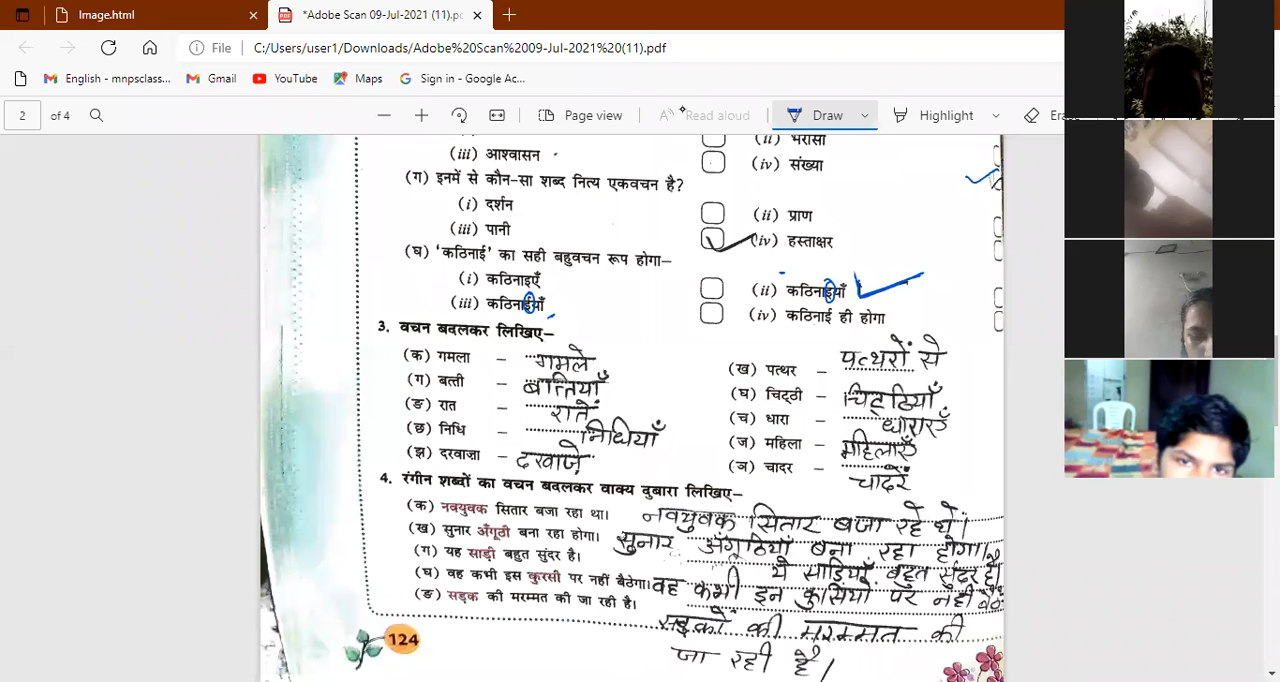 Image.html
*Adobe Scan 09-Jul-2021 (11).pd
File C:/Users/user1/Downloads/Adobe%20Scan%2009-Jul-2021%20(11).pdf
English - mnpsclass... Gmail YouTube Maps Sign in - Google Ac...
2 of 4 Page view Read aloud Draw Highlight Era
(ii) भरोसा
(iii) आश्वासन (iv) संख्या
(ग) इनमें से कौन-सा शब्द नित्य एकवचन है?
(i) दर्शन (ii) प्राण
(iii) पानी (iv) हस्ताक्षर
(घ) 'कठिनाई' का सही बहुवचन रूप होगा–
(i) कठिनाइएँ (ii) कठिनाइयाँ
(iii) कठिनाईयाँ (iv) कठिनाई ही होगा
3. वचन बदलकर लिखिए–
(क) गमला – गमले (ख) पत्थर – पत्थरों से
(ग) बत्ती – बात्तियाँ (घ) चिट्ठी – चिट्ठियाँ
(ङ) रात – रातें (च) धारा – धाराएँ
(छ) निधि – निधियाँ (ज) महिला – महिलाएँ
(झ) दरवाजा – दरवाजे (ञ) चादर – चादरें
4. रंगीन शब्दों का वचन बदलकर वाक्य दुबारा लिखिए–
(क) नवयुवक सितार बजा रहा था। नवयुवक सितार बजा रहे थे।
(ख) सुनार अँगूठी बना रहा होगा। सुनार अँगूठियाँ बना रहा होगा।
(ग) यह साड़ी बहुत सुंदर है। ये साड़ियाँ बहुत सुंदर है।
(घ) वह कभी इस कुरसी पर नहीं बैठेगा। वह कभी इन कुर्सियों पर नही
(ङ) सड़क की मरम्मत की जा रही है। सड़कों की मरम्मत की
जा रही है।
124